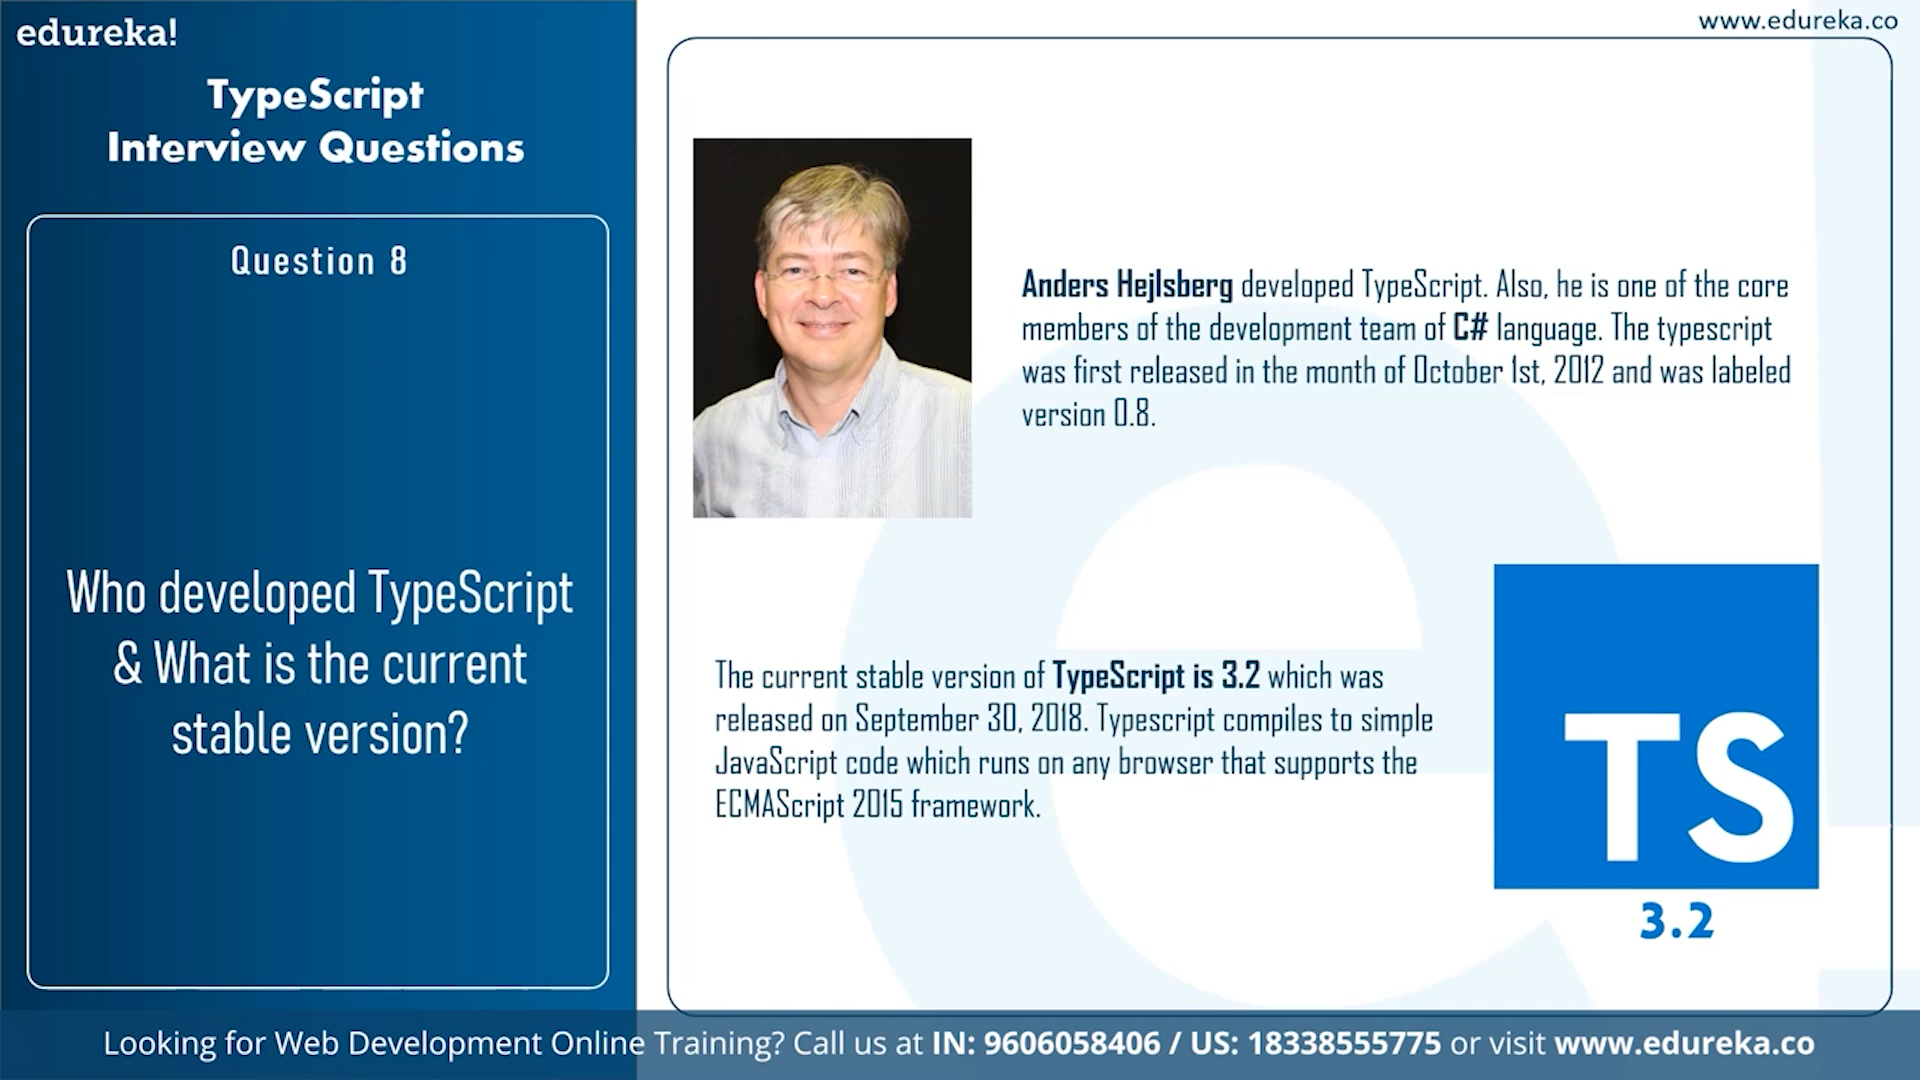 edureka!
www.edureka.co
TypeScript
Interview Questions
Question 8
Who developed TypeScript
& What is the current
stable version?
Anders Hejlsberg developed TypeScript. Also, he is one of the core
members of the development team of C# language. The typescript
was first released in the month of October 1st, 2012 and was labeled
version 0.8.
The current stable version of TypeScript is 3.2 which was
released on September 30, 2018. Typescript compiles to simple
JavaScript code which runs on any browser that supports the
ECMAScript 2015 framework.
TS
3.2
Looking for Web Development Online Training? Call us at IN: 9606058406 / US: 18338555775 or visit www.edureka.co